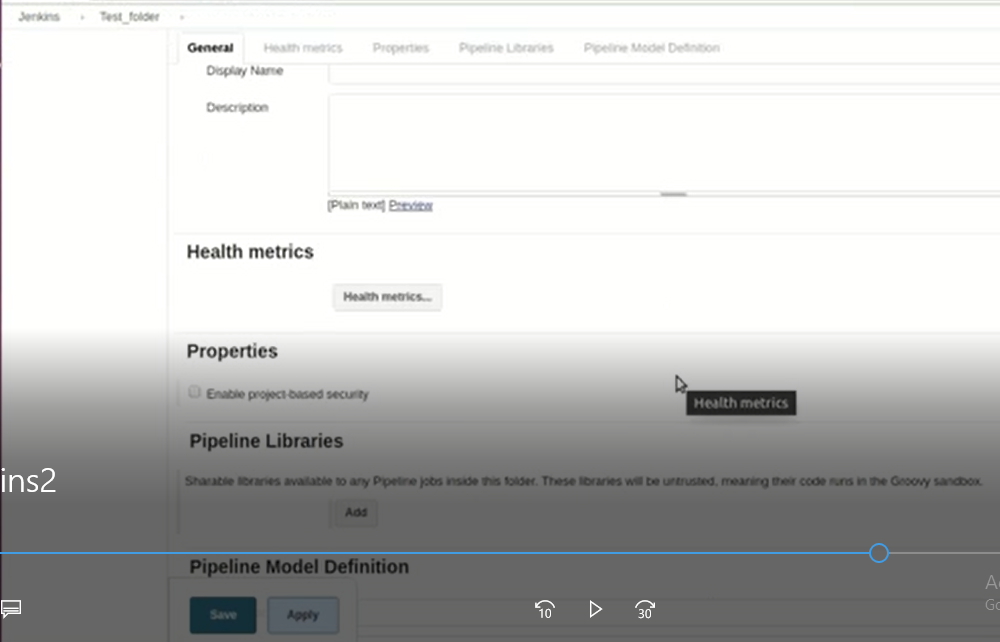 Jenkins Test_folder
General Health metrics Properties Pipeline Libraries Pipeline Model Definition
Display Name
Description
[Plain text] Preview
Health metrics
Health metrics...
Properties
Enable project-based security
Health metrics
Pipeline Libraries
ins2
Sharable libraries available to any Pipeline jobs inside this folder. These libraries will be untrusted, meaning their code runs in the Groovy sandbox.
Add
Pipeline Model Definition
Save Apply
10 30